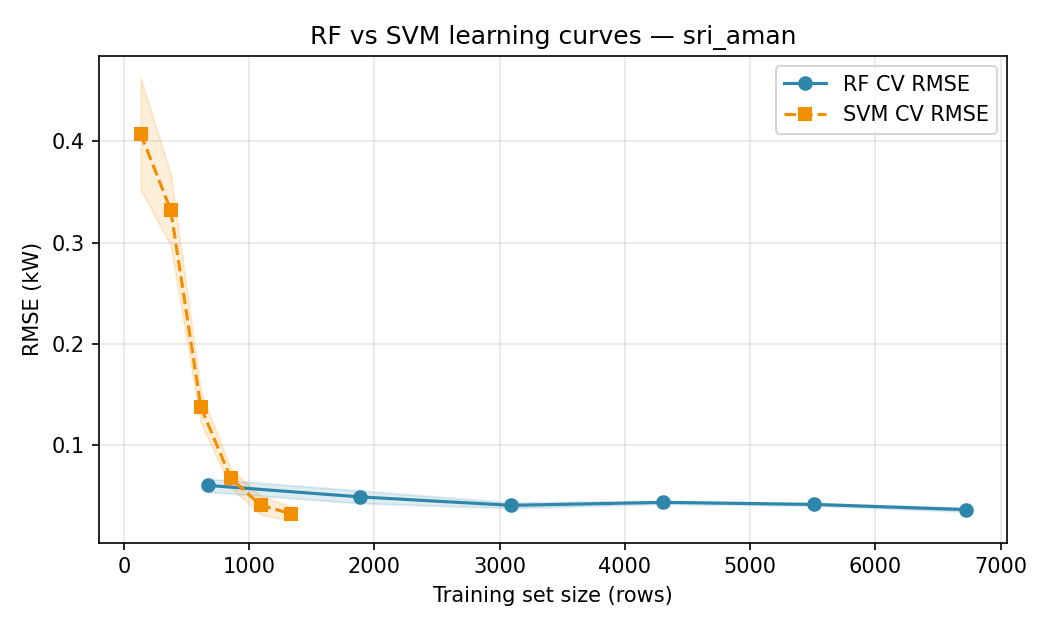 RF vs SVM learning curves — sri_aman
RF CV RMSE
SVM CV RMSE
RMSE (kW)
0.4
0.3
0.2
0.1
0 1000 2000 3000 4000 5000 6000 7000
Training set size (rows)